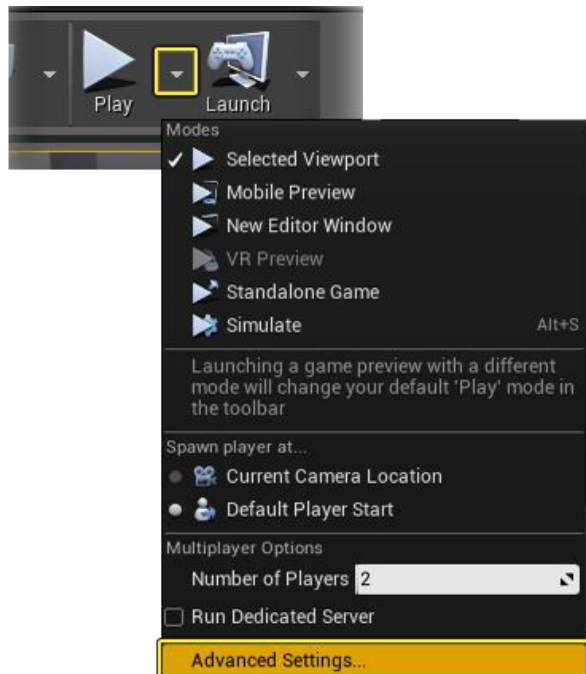 Play
Launch
Modes
Selected Viewport
Mobile Preview
New Editor Window
VR Preview
Standalone Game
Simulate Alt+S
Launching a game preview with a different
mode will change your default 'Play' mode in
the toolbar
Spawn player at...
Current Camera Location
Default Player Start
Multiplayer Options
Number of Players 2
Run Dedicated Server
Advanced Settings...